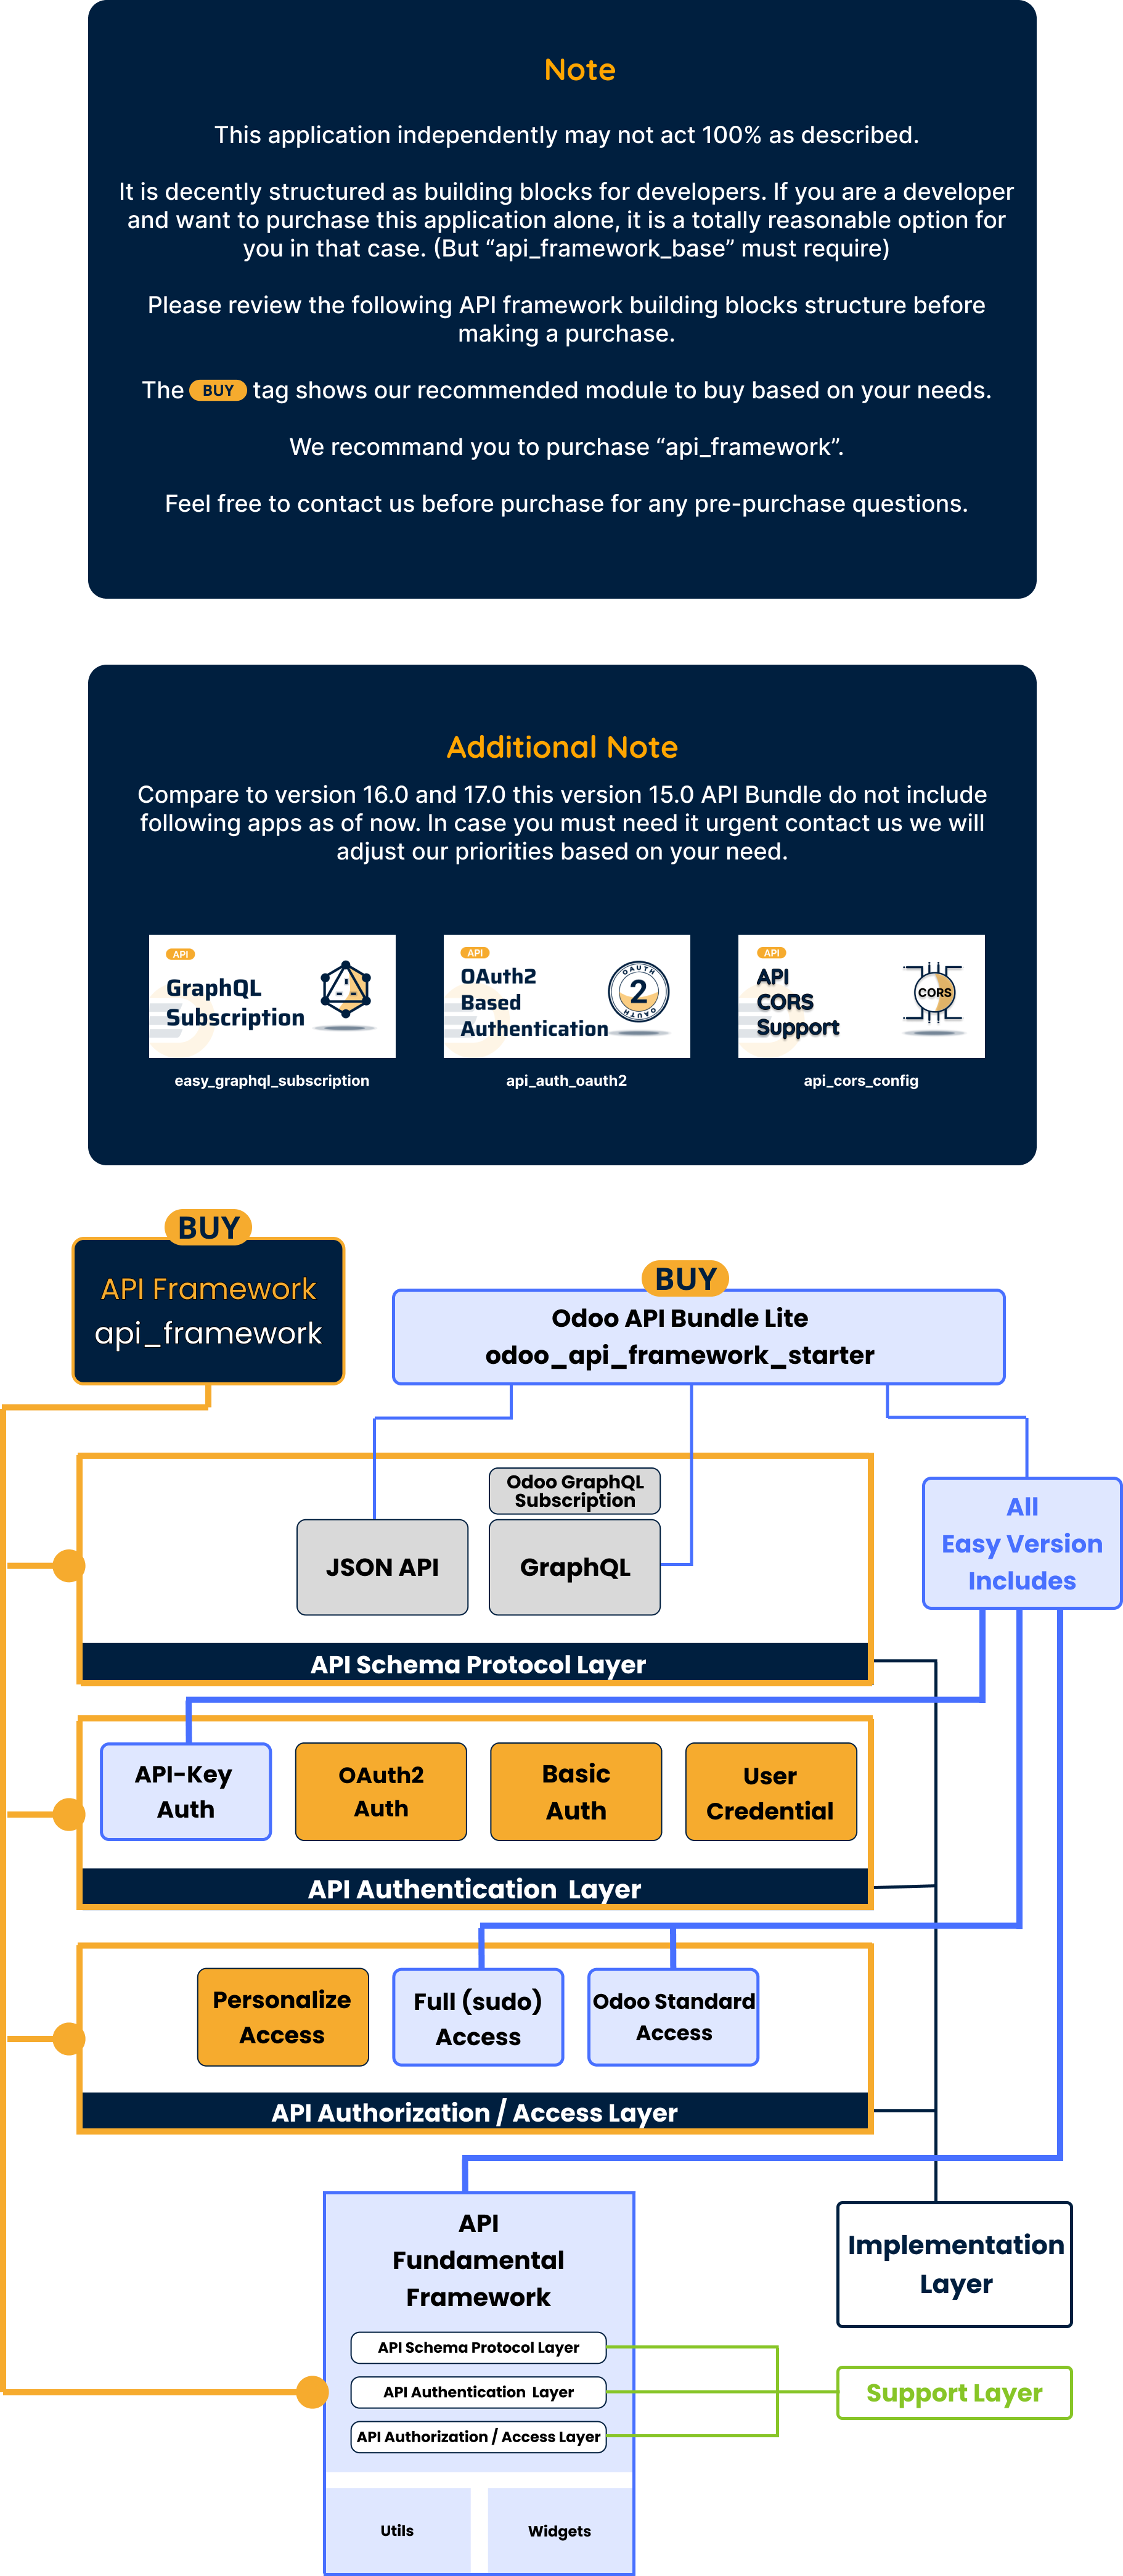 Note
This application independently may not act 100% as described.
It is decently structured as building blocks for developers. If you are a developer
and want to purchase this application alone, it is a totally reasonable option for
you in that case. (But “api_framework_base” must require)
Please review the following API framework building blocks structure before
making a purchase.
The BUY tag shows our recommended module to buy based on your needs.
We recommand you to purchase “api_framework”.
Feel free to contact us before purchase for any pre-purchase questions.
Additional Note
Compare to version 16.0 and 17.0 this version 15.0 API Bundle do not include
following apps as of now. In case you must need it urgent contact us we will
adjust our priorities based on your need.
API
GraphQL
Subscription
easy_graphql_subscription
API
OAuth2
Based
Authentication
OAUTH
2
OAUTH
api_auth_oauth2
API
API
CORS
Support
CORS
api_cors_config
BUY
API Framework
api_framework
BUY
Odoo API Bundle Lite
odoo_api_framework_starter
Odoo GraphQL
Subscription
JSON API
GraphQL
API Schema Protocol Layer
All
Easy Version
Includes
API-Key
Auth
OAuth2
Auth
Basic
Auth
User
Credential
API Authentication Layer
Personalize
Access
Full (sudo)
Access
Odoo Standard
Access
API Authorization / Access Layer
API
Fundamental
Framework
API Schema Protocol Layer
API Authentication Layer
API Authorization / Access Layer
Utils
Widgets
Implementation
Layer
Support Layer